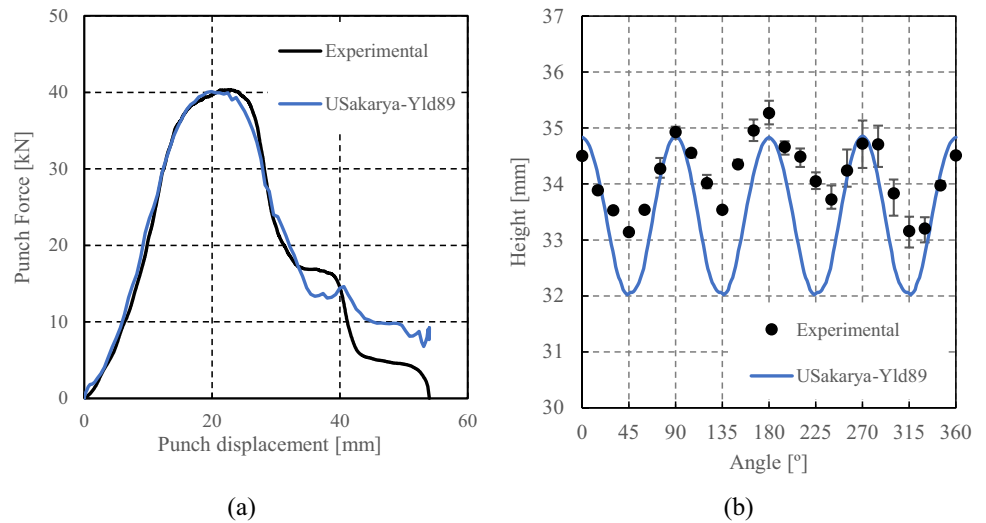 50
40
30
20
10
0
Punch Force [kN]
0 20 40 60
Punch displacement [mm]
Experimental
USakarya-Yld89
(a)
37
36
35
34
33
32
31
30
Height [mm]
Experimental
USakarya-Yld89
0 45 90 135 180 225 270 315 360
Angle [º]
(b)